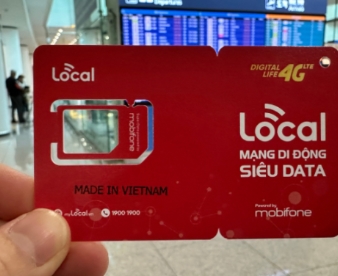 Departures
Local
mobifone
MADE IN VIETNAM
1900 1900
DIGITAL
LIFE 4G LTE
Local
MẠNG DI ĐỘNG
SIÊU DATA
Powered by
mobifone